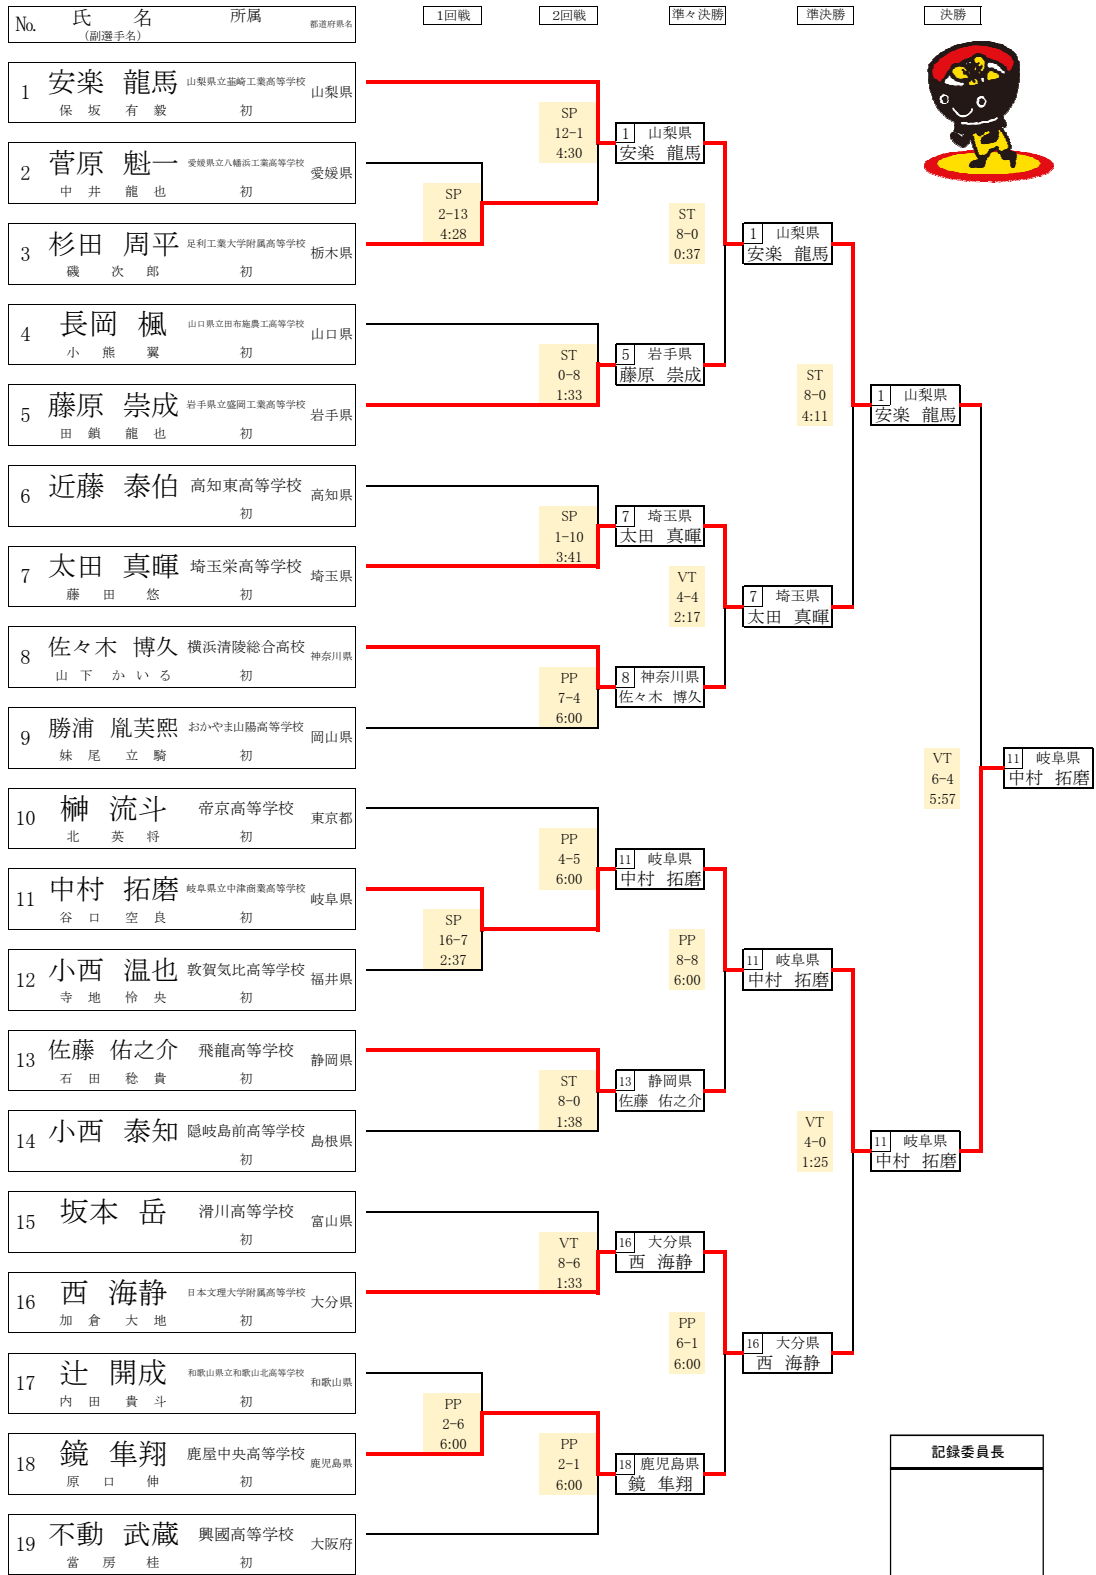 No. 氏 名 所属 都道府県名
(副選手名)
1回戦 2回戦 準々決勝 準決勝 決勝
1 安楽 龍馬 山梨県立韮崎工業高等学校 山梨県
保坂 有毅 初
2 菅原 魁一 愛媛県立八幡浜工業高等学校 愛媛県
中井 龍也 初
3 杉田 周平 足利工業大学附属高等学校 栃木県
磯 次郎 初
4 長岡 楓 山口県立田布施農工高等学校 山口県
小熊 翼 初
5 藤原 崇成 岩手県立盛岡工業高等学校 岩手県
田鎖 龍也 初
6 近藤 泰伯 高知東高等学校 高知県
初
7 太田 真暉 埼玉栄高等学校 埼玉県
藤田 悠 初
8 佐々木 博久 横浜清陵総合高校 神奈川県
山下 かいる 初
9 勝浦 胤芙熙 おかやま山陽高等学校 岡山県
妹尾 立騎 初
10 榊 流斗 帝京高等学校 東京都
北 英将 初
11 中村 拓磨 岐阜県立中津商業高等学校 岐阜県
谷口 空良 初
12 小西 温也 敦賀気比高等学校 福井県
寺地 怜央 初
13 佐藤 佑之介 飛龍高等学校 静岡県
石田 稔貴 初
14 小西 泰知 隠岐島前高等学校 島根県
初
15 坂本 岳 滑川高等学校 富山県
初
16 西 海静 日本文理大学附属高等学校 大分県
加倉 大地 初
17 辻 開成 和歌山県立和歌山北高等学校 和歌山県
内田 貴斗 初
18 鏡 隼翔 鹿屋中央高等学校 鹿児島県
原口 伸 初
19 不動 武蔵 興國高等学校 大阪府
當房 桂 初
SP
2-13
4:28
SP
16-7
2:37
PP
2-6
6:00
SP
12-1
4:30
ST
0-8
1:33
SP
1-10
3:41
PP
7-4
6:00
PP
4-5
6:00
ST
8-0
1:38
VT
8-6
1:33
PP
2-1
6:00
1 山梨県
安楽 龍馬
5 岩手県
藤原 崇成
7 埼玉県
太田 真暉
8 神奈川県
佐々木 博久
11 岐阜県
中村 拓磨
13 静岡県
佐藤 佑之介
16 大分県
西 海静
18 鹿児島県
鏡 隼翔
ST
8-0
0:37
VT
4-4
2:17
PP
8-8
6:00
PP
6-1
6:00
1 山梨県
安楽 龍馬
7 埼玉県
太田 真暉
11 岐阜県
中村 拓磨
16 大分県
西 海静
ST
8-0
4:11
VT
4-0
1:25
1 山梨県
安楽 龍馬
11 岐阜県
中村 拓磨
VT
6-4
5:57
11 岐阜県
中村 拓磨
記録委員長